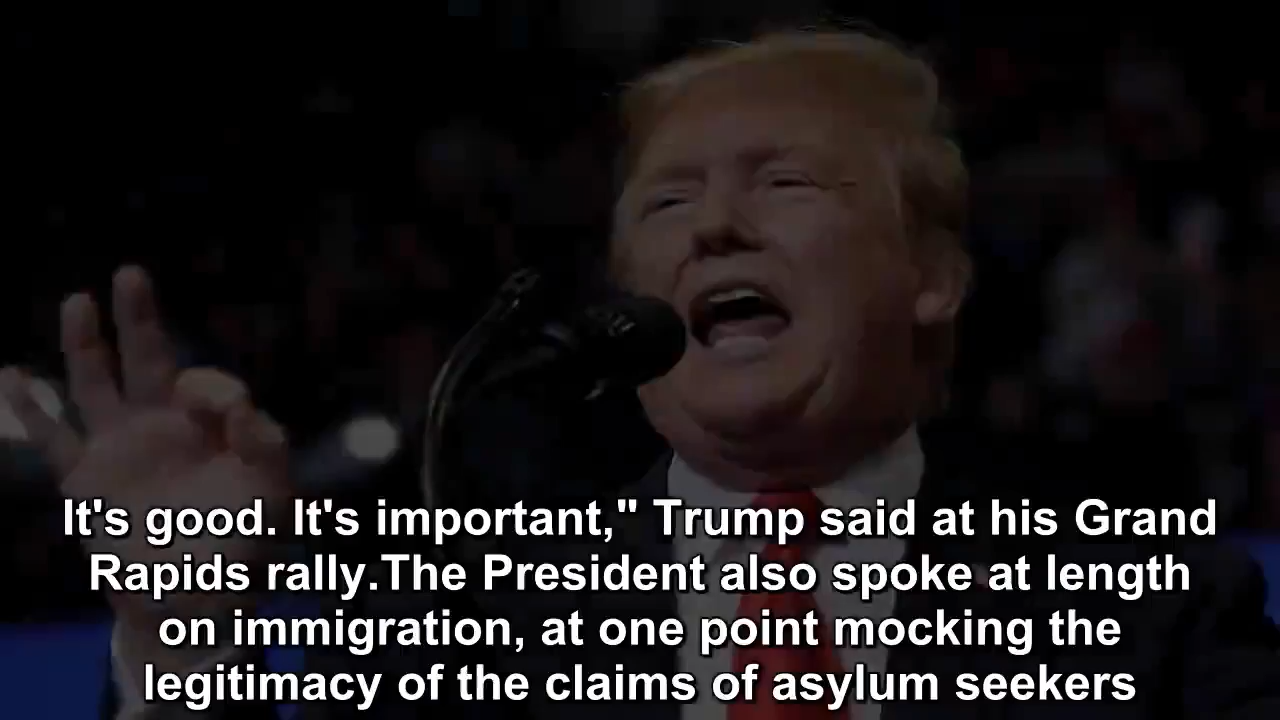 It's good. It's important," Trump said at his Grand
Rapids rally.The President also spoke at length
on immigration, at one point mocking the
legitimacy of the claims of asylum seekers